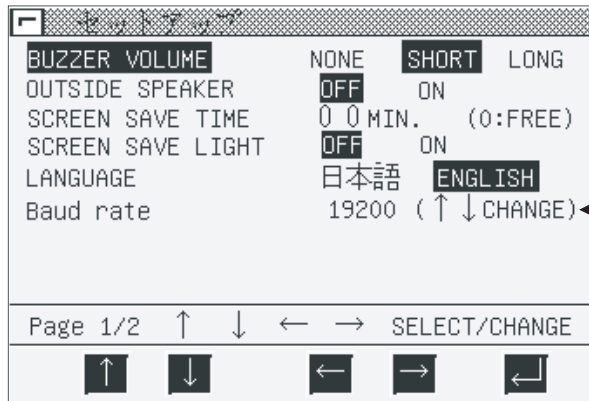 セットアップ
BUZZER VOLUME NONE SHORT LONG
OUTSIDE SPEAKER OFF ON
SCREEN SAVE TIME 0 0 MIN. (0:FREE)
SCREEN SAVE LIGHT OFF ON
LANGUAGE 日本語 ENGLISH
Baud rate 19200 (↑↓CHANGE)
Page 1/2 ↑ ↓ ← → SELECT/CHANGE
↑ ↓ ← → ↵